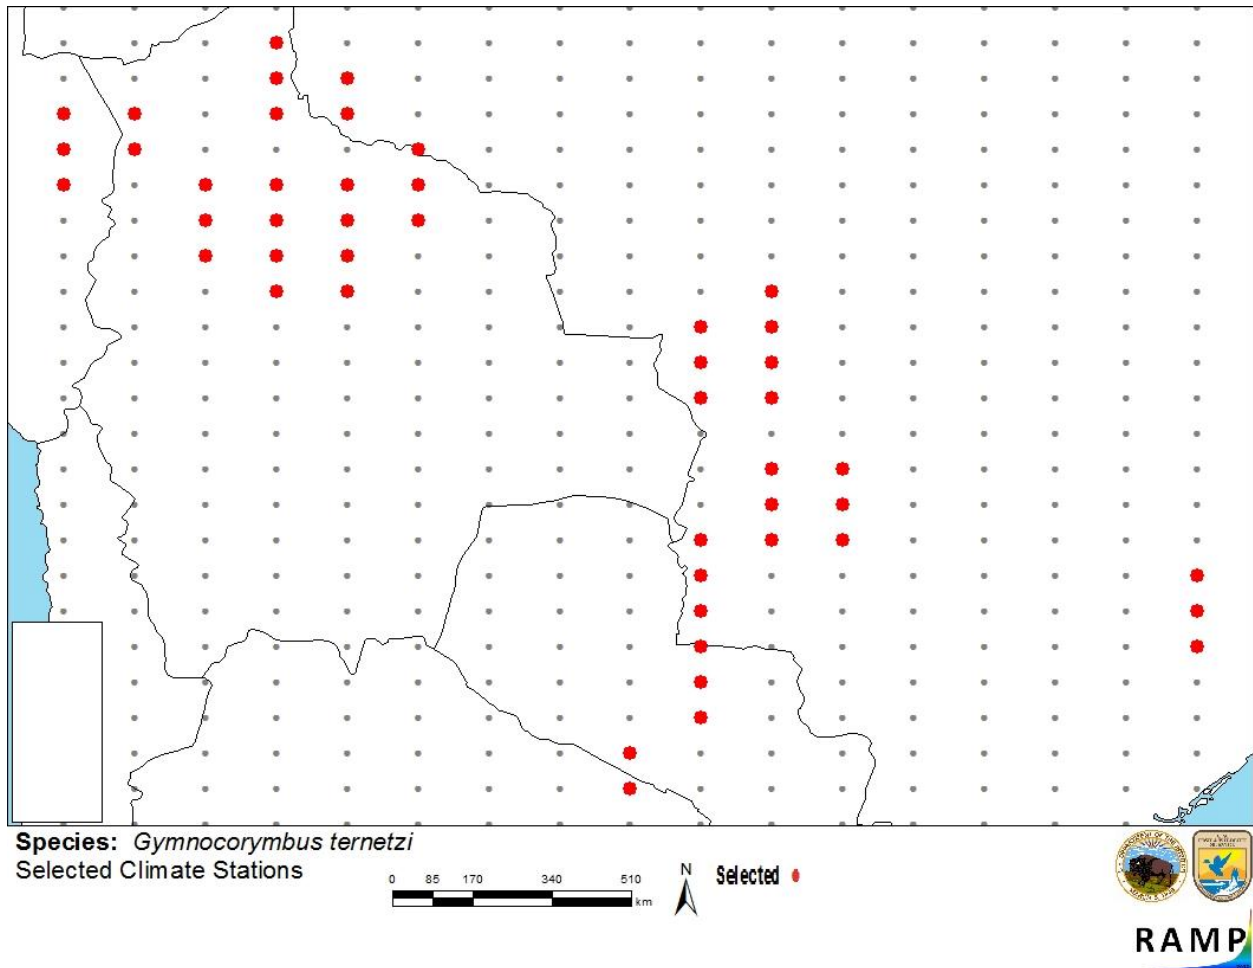 Species: Gymnocorymbus ternetzi
Selected Climate Stations
0 85 170 340 510
km
N
Selected
RAMP